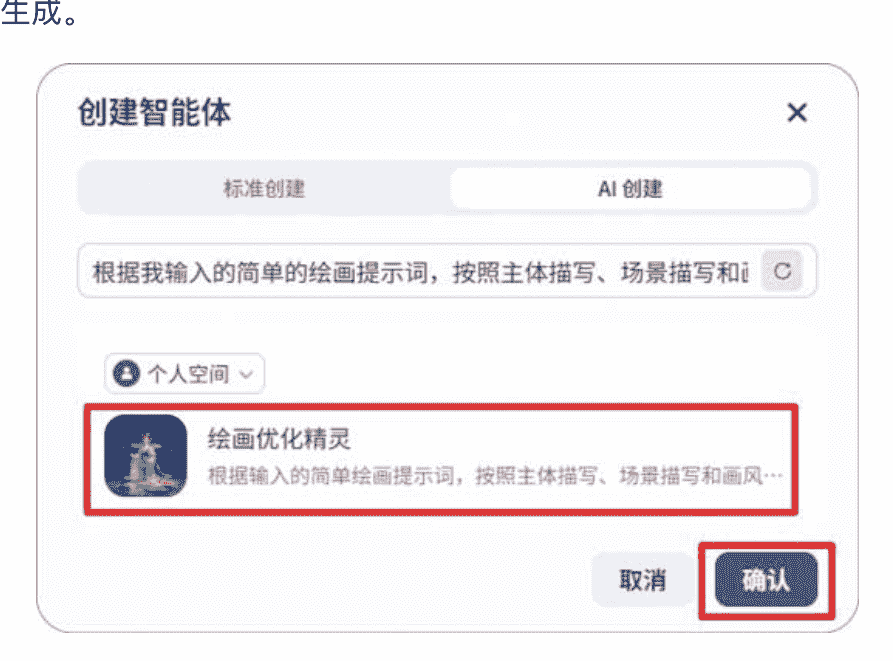 生成。
创建智能体
标准创建
AI 创建
根据我输入的简单的绘画提示词，按照主体描写、场景描写和
个人空间
绘画优化精灵
根据输入的简单绘画提示词，按照主体描写、场景描写和画风…
取消
确认